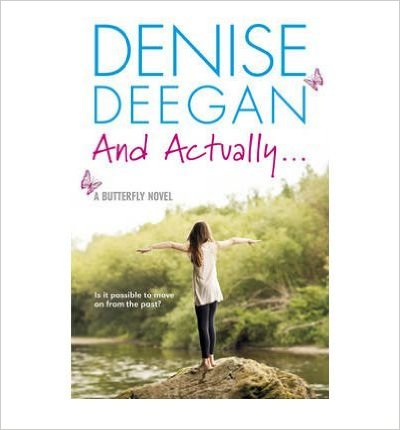 DENISE
DEEGAN
And Actually...
A BUTTERFLY NOVEL
Is it possible to move
on from the past?